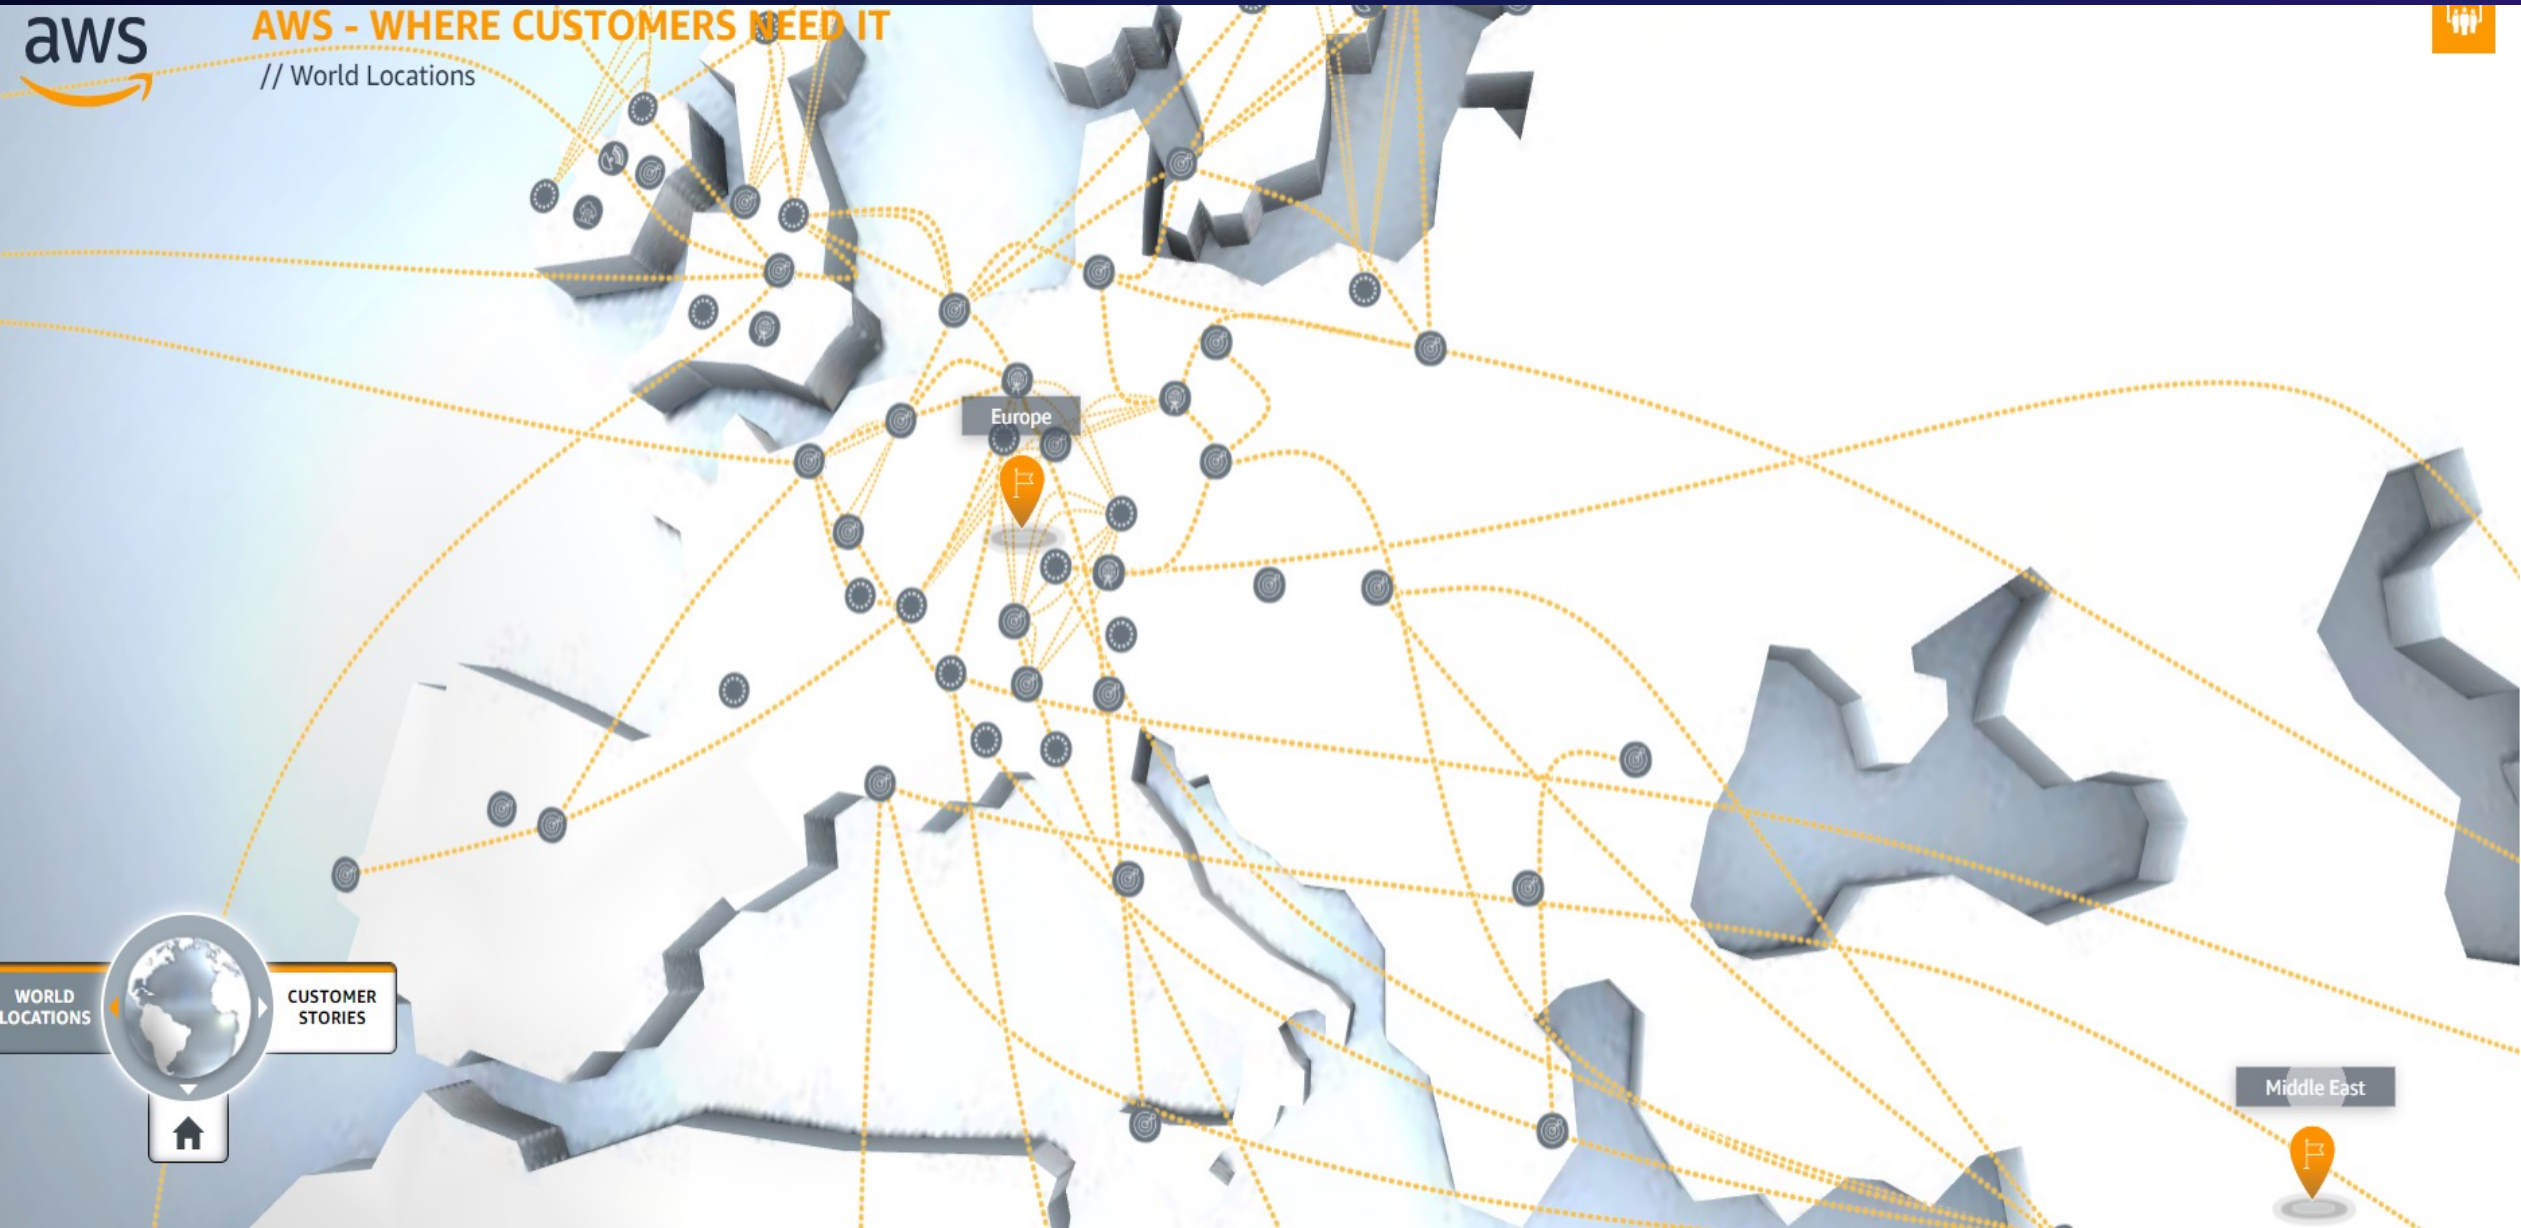 aws
AWS - WHERE CUSTOMERS NEED IT
// World Locations
Europe
WORLD
LOCATIONS
CUSTOMER
STORIES
Middle East